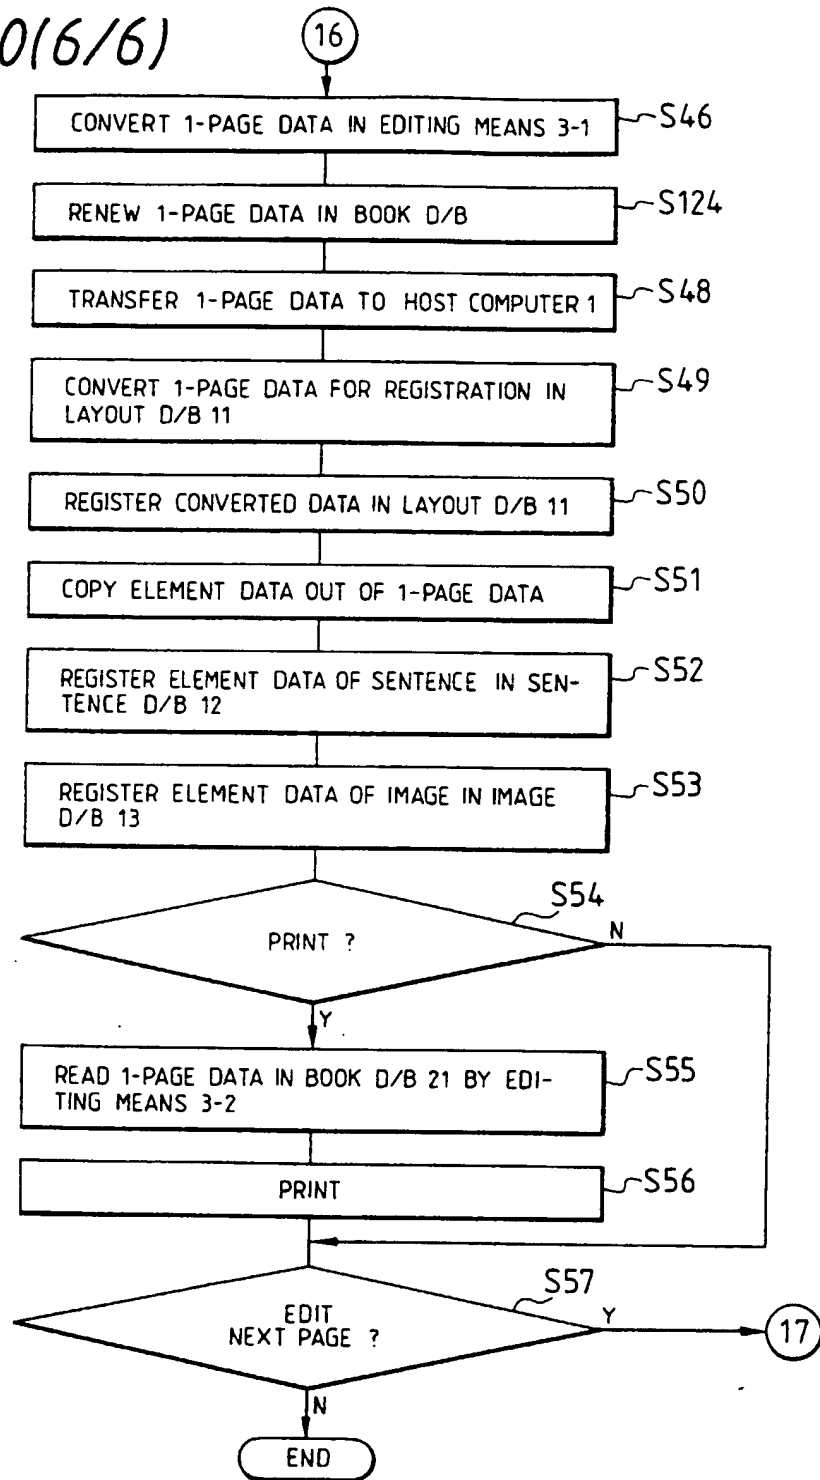 0(6/6)
16
CONVERT 1-PAGE DATA IN EDITING MEANS 3-1
S46
RENEW 1-PAGE DATA IN BOOK D/B
S124
TRANSFER 1-PAGE DATA TO HOST COMPUTER 1
S48
CONVERT 1-PAGE DATA FOR REGISTRATION IN
LAYOUT D/B 11
S49
REGISTER CONVERTED DATA IN LAYOUT D/B 11
S50
COPY ELEMENT DATA OUT OF 1-PAGE DATA
S51
REGISTER ELEMENT DATA OF SENTENCE IN SEN-
TENCE D/B 12
S52
REGISTER ELEMENT DATA OF IMAGE IN IMAGE
D/B 13
S53
S54
PRINT ?
N
Y
READ 1-PAGE DATA IN BOOK D/B 21 BY EDI-
TING MEANS 3-2
S55
PRINT
S56
S57
EDIT
NEXT PAGE ?
Y
17
N
END